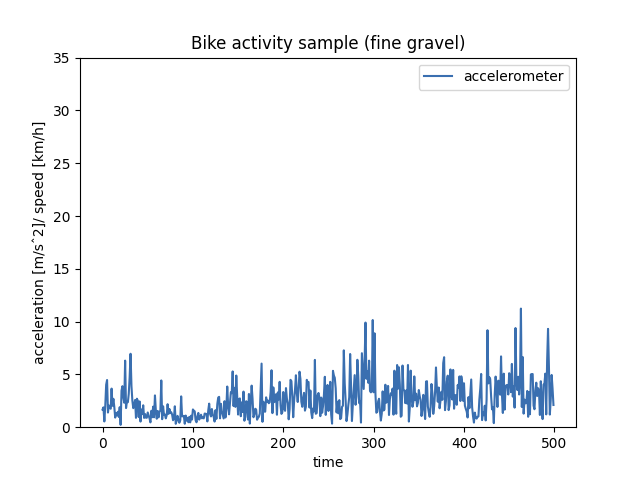 Bike activity sample (fine gravel)
accelerometer
acceleration [m/s^2]/ speed [km/h]
35
30
25
20
15
10
5
0
0 100 200 300 400 500
time